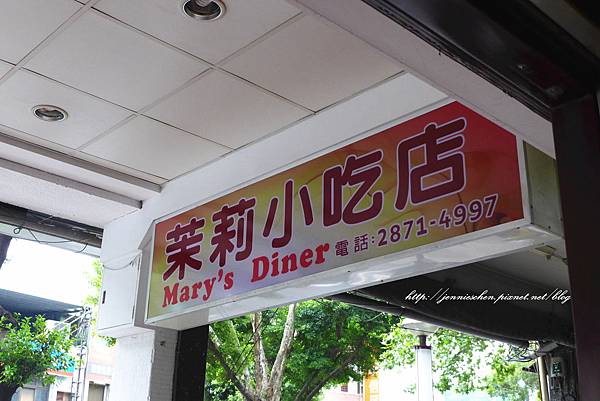 茉莉小吃店
Mary's Diner 電話:2871-4997
http://jennieschen.pixnet.net/blog